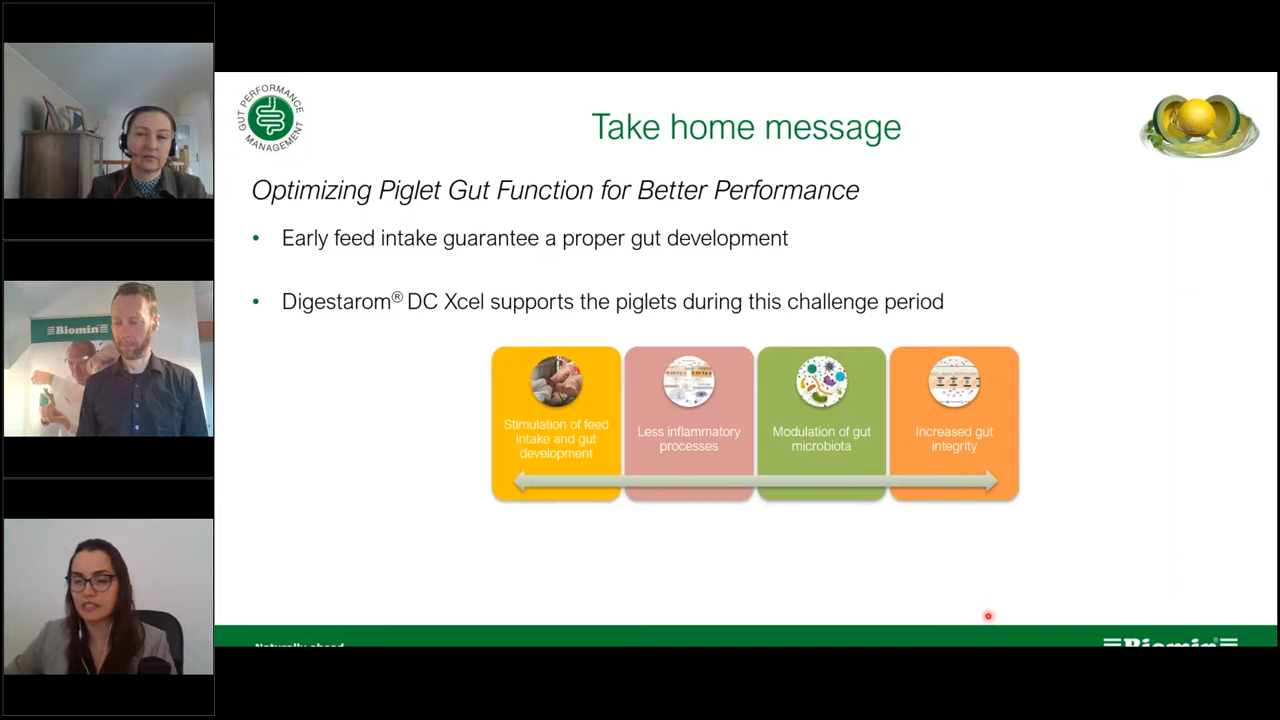 GUT PERFORMANCE
MANAGEMENT
Take home message
Optimizing Piglet Gut Function for Better Performance
• Early feed intake guarantee a proper gut development
• Digestarom® DC Xcel supports the piglets during this challenge period
Biomin
Stimulation of feed
intake and gut
development
Less inflammatory
processes
Modulation of gut
microbiota
Increased gut
integrity
Naturally ahead
Biomin®